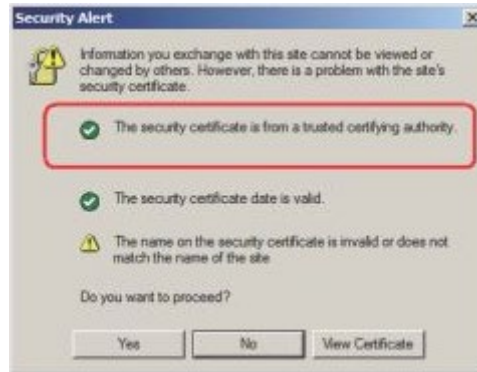 Security Alert
Information you exchange with this site cannot be viewed or
changed by others. However, there is a problem with the site's
security certificate.
The security certificate is from a trusted certifying authority.
The security certificate date is valid.
The name on the security certificate is invalid or does not
match the name of the site
Do you want to proceed?
Yes
No
View Certificate